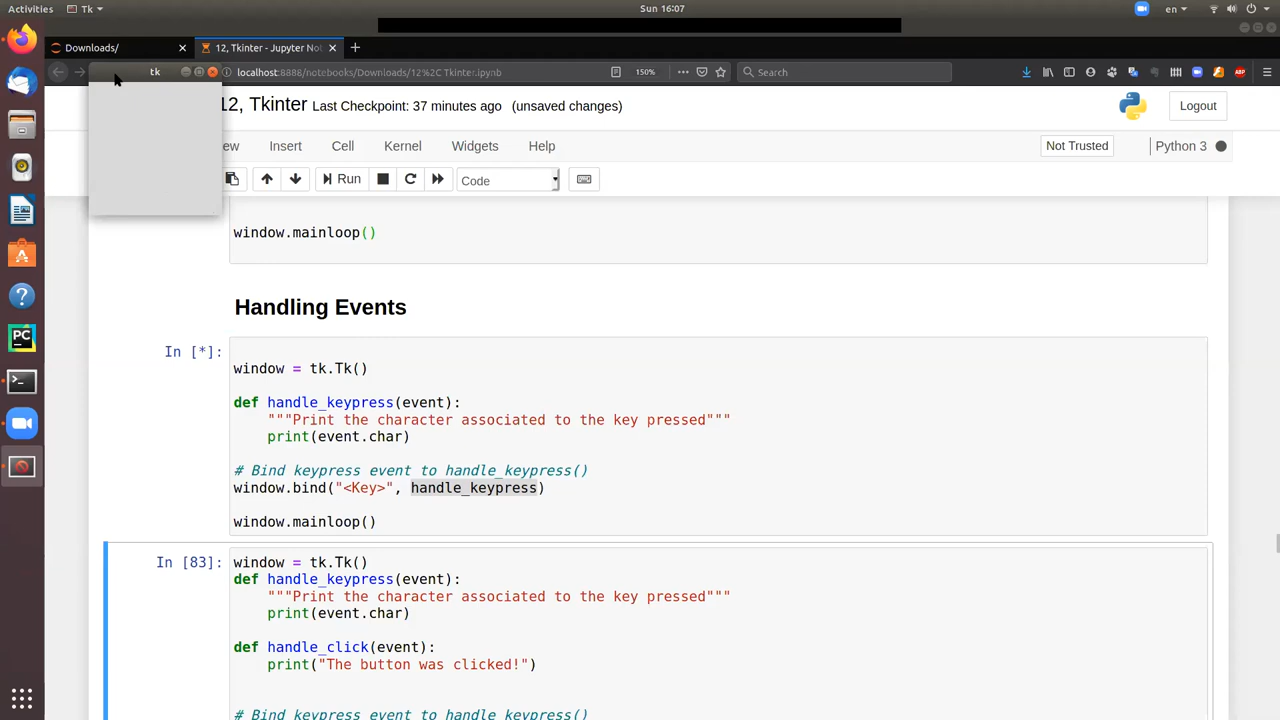 Activities
Tk
Sun 16:07
en
Downloads/
12, Tkinter - Jupyter No
tk
localhost:8888/notebooks/Downloads/12%2C Tkinter.ipynb
150%
Search
ABP
12, Tkinter Last Checkpoint: 37 minutes ago (unsaved changes)
Logout
ew
Insert
Cell
Kernel
Widgets
Help
Not Trusted
Python 3
Run
Code
window.mainloop()
Handling Events
In [*]:
window = tk.Tk()
def handle_keypress(event):
"""Print the character associated to the key pressed"""
print(event.char)
# Bind keypress event to handle_keypress()
window.bind("<Key>", handle_keypress)
window.mainloop()
In [83]:
window = tk.Tk()
def handle_keypress(event):
"""Print the character associated to the key pressed"""
print(event.char)
def handle_click(event):
print("The button was clicked!")
# Bind keypress event to handle_keypress()
PC